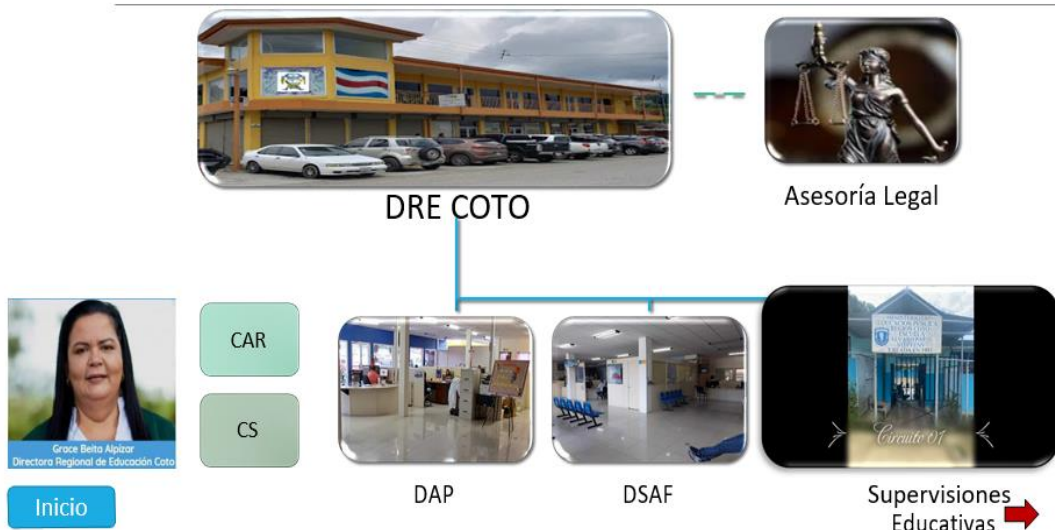 DRE COTO
Asesoría Legal
Grace Beita Alpízar
Directora Regional de Educación Coto
CAR
CS
Circuito 01
DAP
DSAF
Supervisiones
Educativas
Inicio